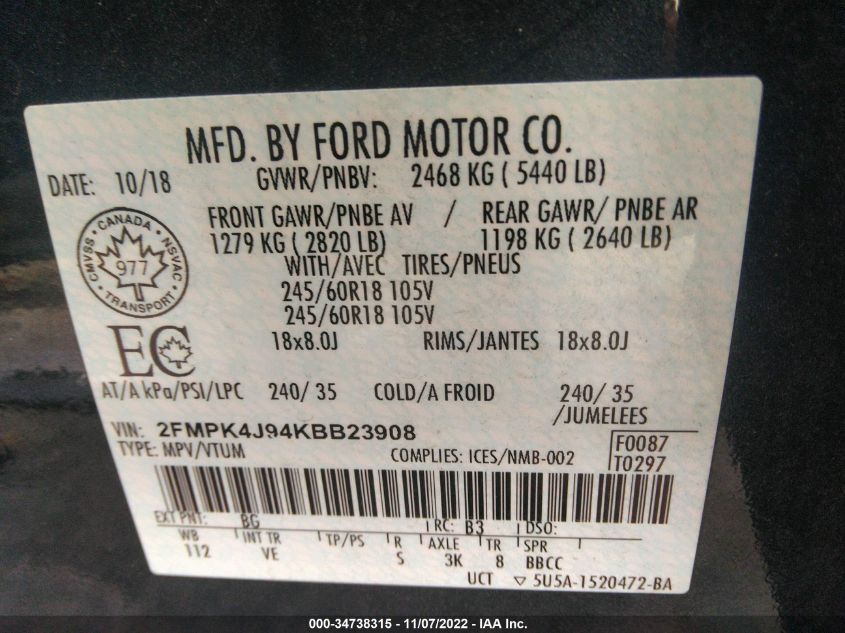 MFD. BY FORD MOTOR CO.
DATE: 10/18 GVWR/PNBV: 2468 KG ( 5440 LB)
FRONT GAWR/PNBE AV / REAR GAWR/ PNBE AR
1279 KG ( 2820 LB) 1198 KG ( 2640 LB)
WITH/AVEC TIRES/PNEUS
245/60R18 105V
245/60R18 105V
18x8.0J RIMS/JANTES 18x8.0J
CANADA
CMVSS NSVAC
977
TRANSPORT
EC
AT/A kPa/PSI/LPC 240/ 35 COLD/A FROID 240/ 35
/JUMELEES
VIN: 2FMPK4J94KBB23908
TYPE: MPV/VTUM COMPLIES: ICES/NMB-002
F0087
T0297
EXT PNT: BG RC: B3 DSO:
WB INT TR TP/PS R AXLE TR SPR
112 VE S 3K 8 BBCC
UCT ▽ 5U5A-1520472-BA
000-34738315 - 11/07/2022 - IAA Inc.